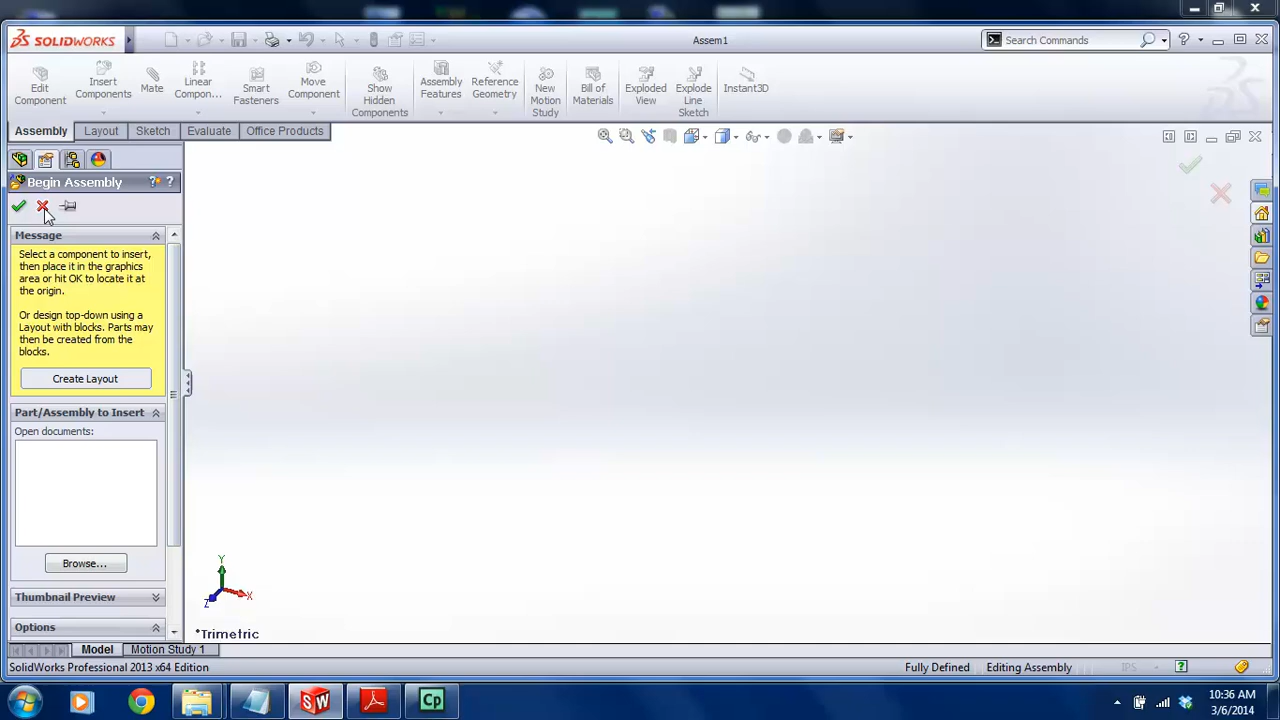 SOLIDWORKS
Assem1
Search Commands
Edit Component
Insert Components
Mate
Linear Compon...
Smart Fasteners
Move Component
Show Hidden Components
Assembly Features
Reference Geometry
New Motion Study
Bill of Materials
Exploded View
Explode Line Sketch
Instant3D
Assembly
Layout
Sketch
Evaluate
Office Products
Begin Assembly
Message
Select a component to insert,
then place it in the graphics
area or hit OK to locate it at
the origin.
Or design top-down using a
Layout with blocks. Parts may
then be created from the
blocks.
Create Layout
Part/Assembly to Insert
Open documents:
Browse...
Thumbnail Preview
Options
Y
X
Z
*Trimetric
Model
Motion Study 1
SolidWorks Professional 2013 x64 Edition
Fully Defined
Editing Assembly
IPS
SW
Cp
10:36 AM
3/6/2014